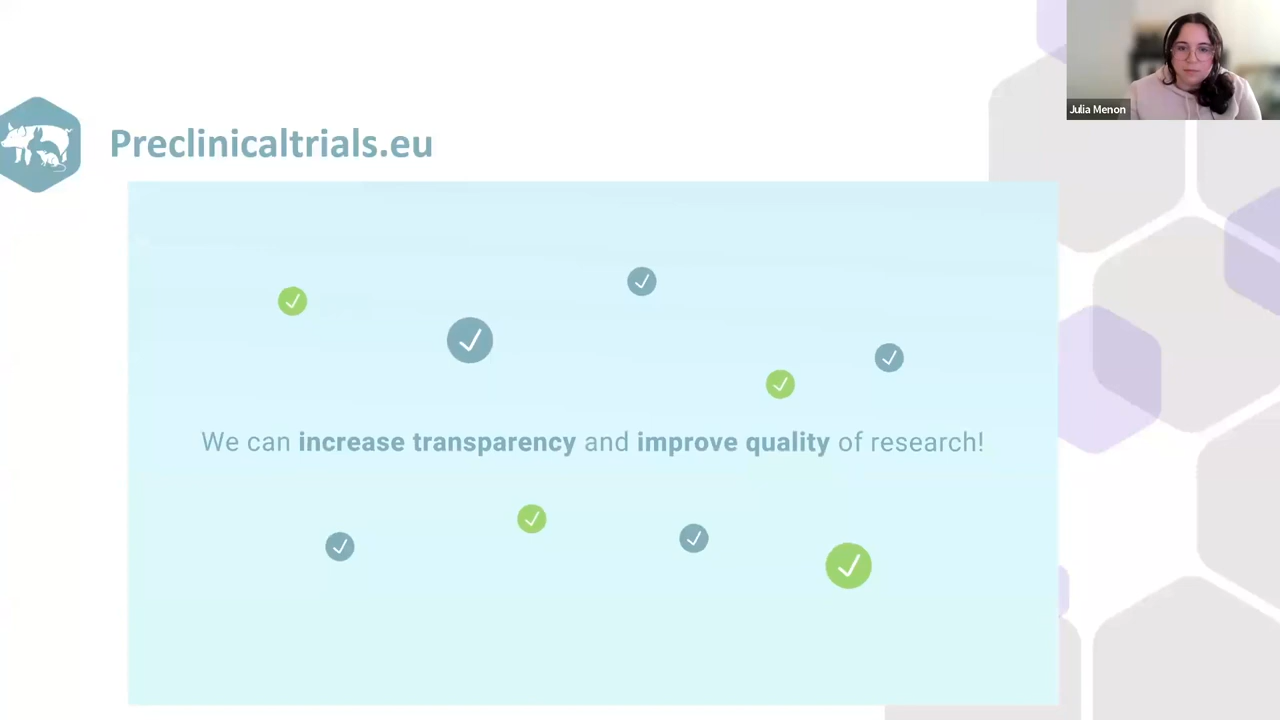 Julia Menon
Preclinicaltrials.eu
We can increase transparency and improve quality of research!